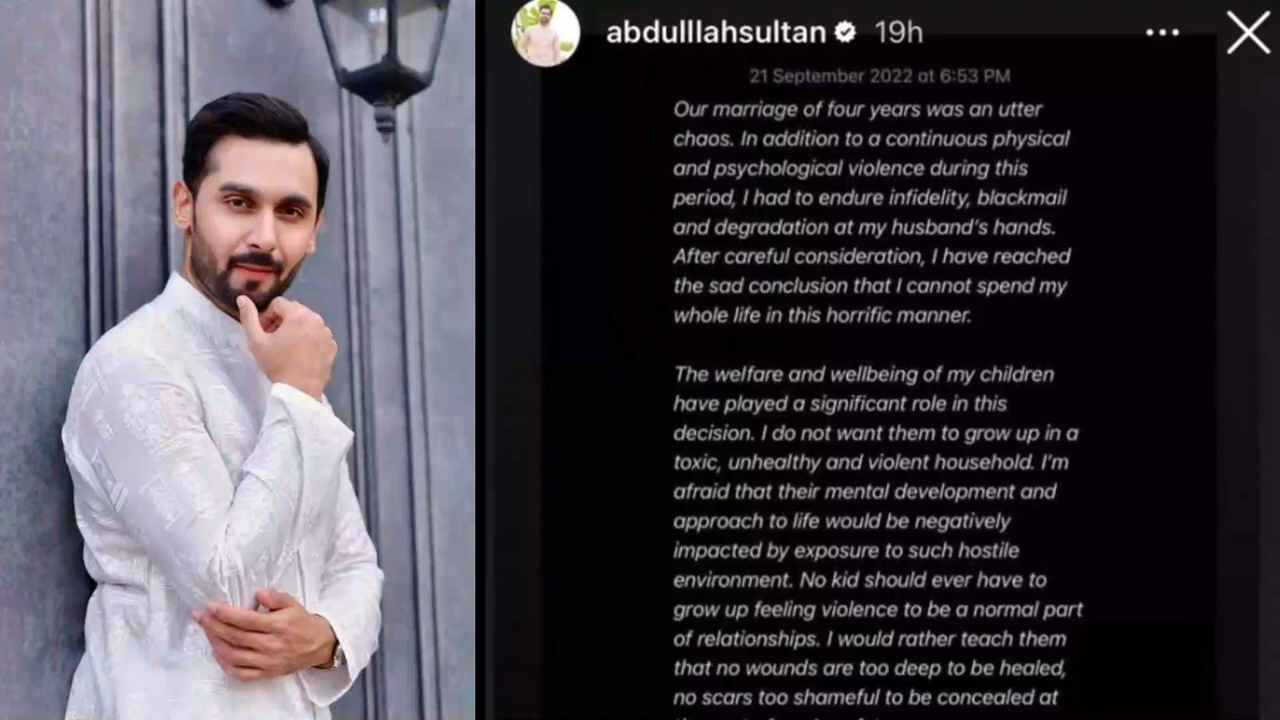 abdulllahsultan 19h
21 September 2022 at 6:53 PM
Our marriage of four years was an utter
chaos. In addition to a continuous physical
and psychological violence during this
period, I had to endure infidelity, blackmail
and degradation at my husband's hands.
After careful consideration, I have reached
the sad conclusion that I cannot spend my
whole life in this horrific manner.
The welfare and wellbeing of my children
have played a significant role in this
decision. I do not want them to grow up in a
toxic, unhealthy and violent household. I'm
afraid that their mental development and
approach to life would be negatively
impacted by exposure to such hostile
environment. No kid should ever have to
grow up feeling violence to be a normal part
of relationships. I would rather teach them
that no wounds are too deep to be healed,
no scars too shameful to be concealed at